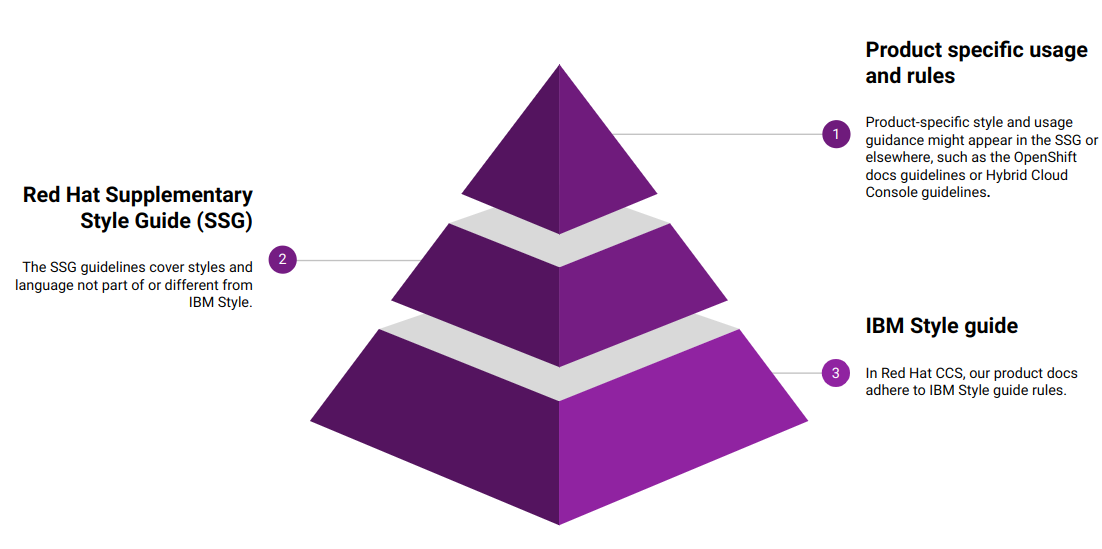 Product specific usage
and rules
1
Product-specific style and usage
guidance might appear in the SSG or
elsewhere, such as the OpenShift
docs guidelines or Hybrid Cloud
Console guidelines.
Red Hat Supplementary
Style Guide (SSG)
2
The SSG guidelines cover styles and
language not part of or different from
IBM Style.
IBM Style guide
3
In Red Hat CCS, our product docs
adhere to IBM Style guide rules.